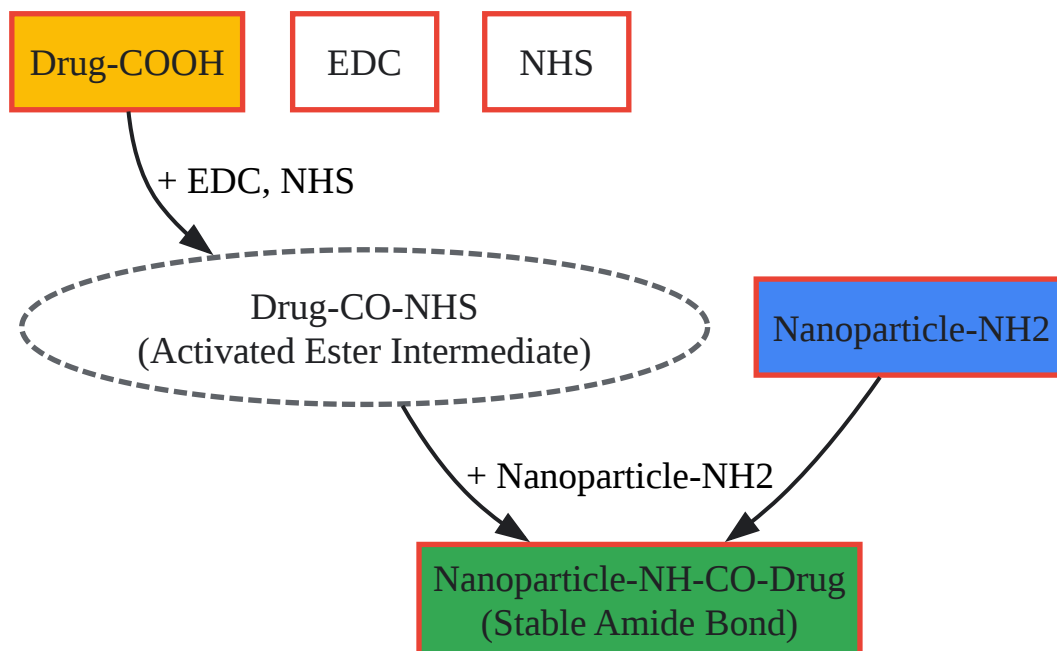 Drug-COOH
EDC
NHS
+ EDC, NHS
Drug-CO-NHS
(Activated Ester Intermediate)
Nanoparticle-NH2
+ Nanoparticle-NH2
Nanoparticle-NH-CO-Drug
(Stable Amide Bond)